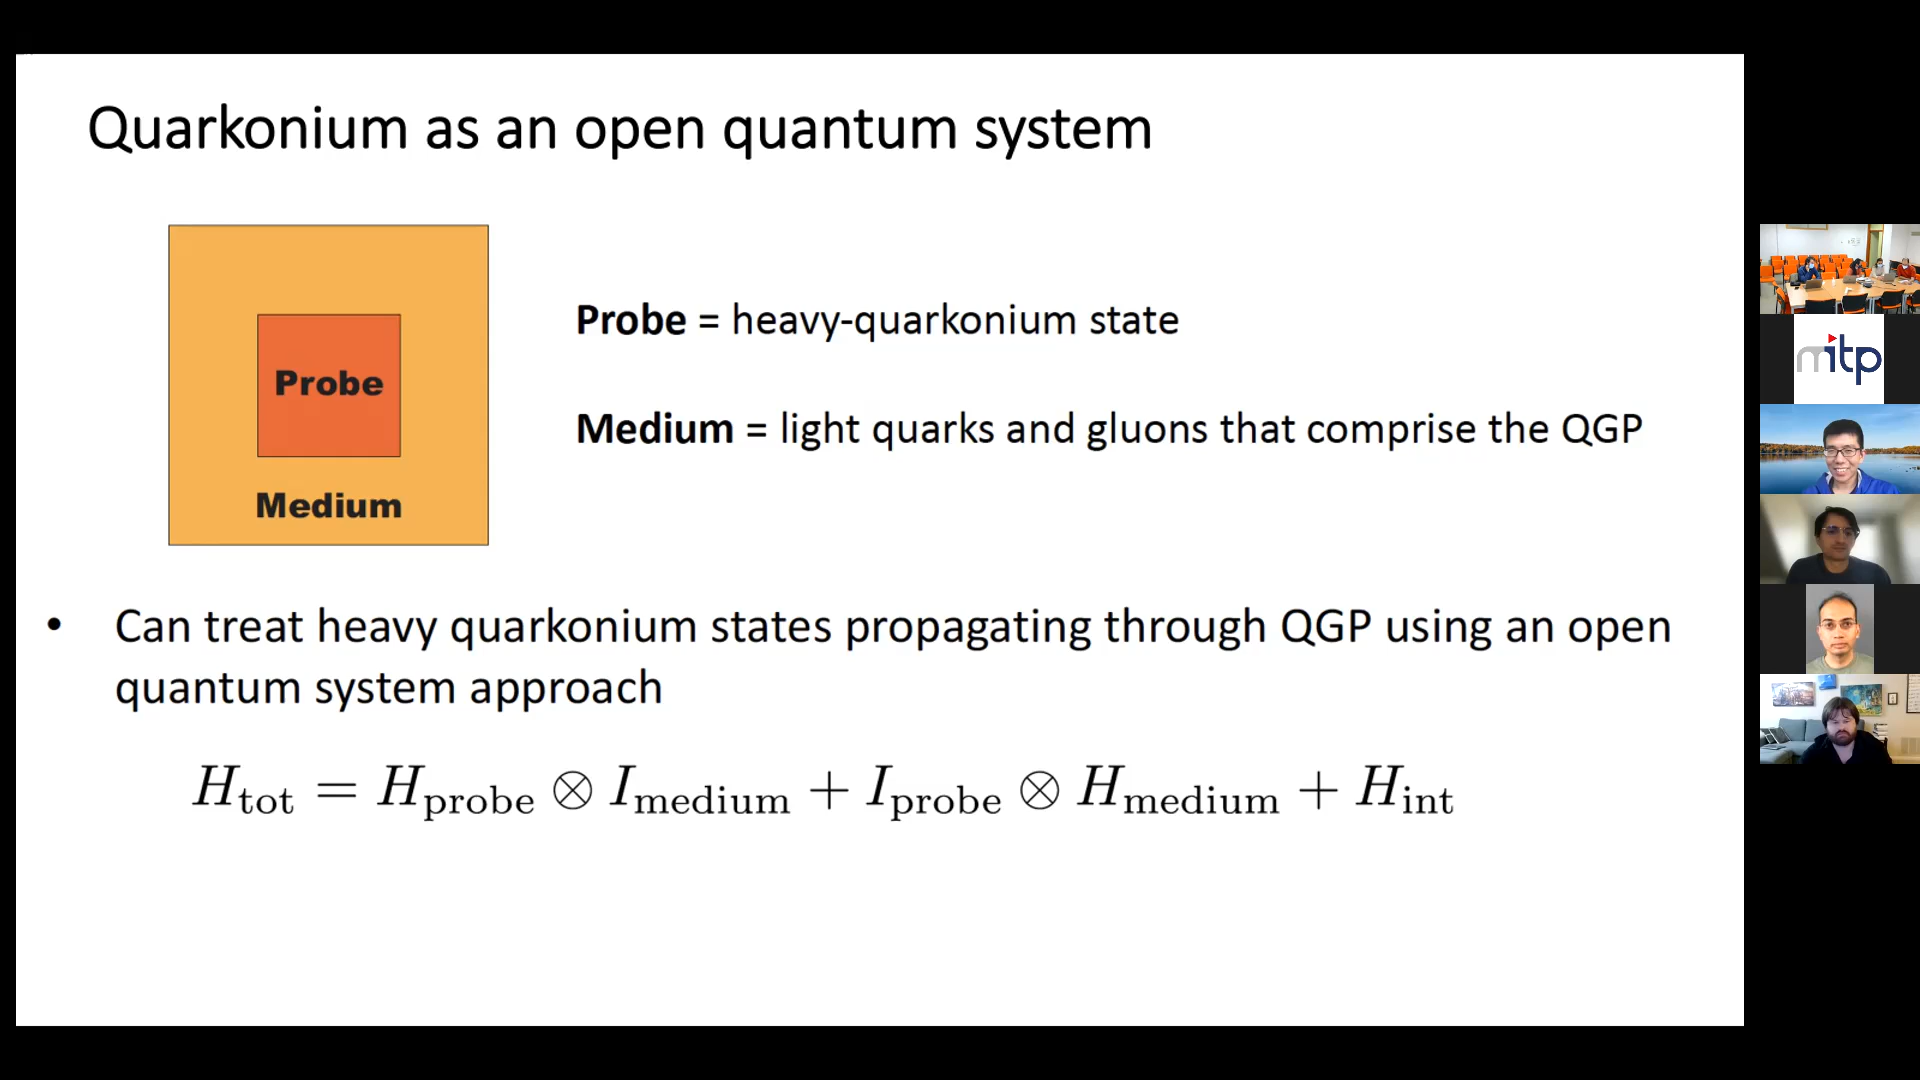 Quarkonium as an open quantum system
Probe = heavy-quarkonium state
Probe
Medium = light quarks and gluons that comprise the QGP
Medium
• Can treat heavy quarkonium states propagating through QGP using an open
quantum system approach
H_tot = H_probe ⊗ I_medium + I_probe ⊗ H_medium + H_int
mitp